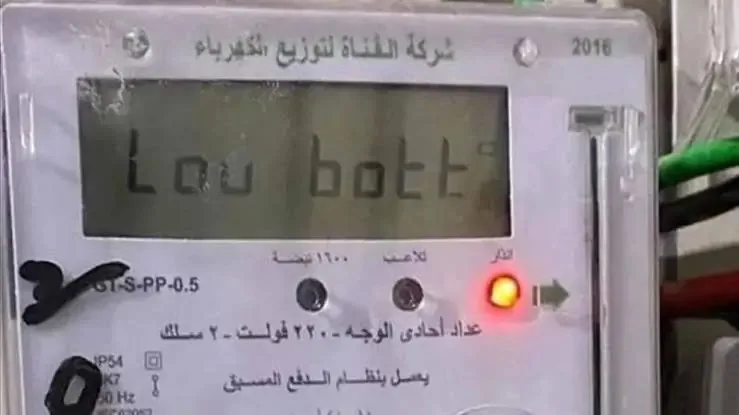 شركة القناة لتوزيع الكهرباء
2016
Lou bott
انذار
تلاعب
١٦٠٠ نبضة
GT-S-PP-0.5
عداد أحادى الوجه - ٢٢٠ فولت - ٢ سلك
IP54
IK7
50 Hz
يعمل بنظام الدفع المسبق